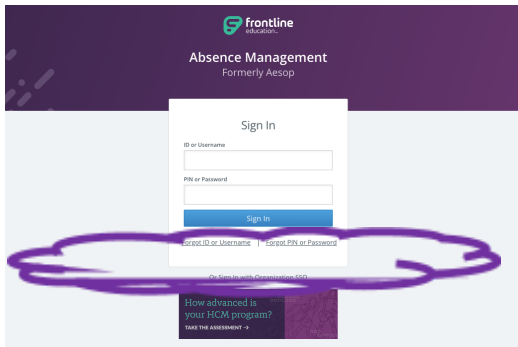 frontline
education™
Absence Management
Formerly Aesop
Sign In
ID or Username
PIN or Password
Sign In
Forgot ID or Username | Forgot PIN or Password
Or Sign In with Organization SSO
How advanced is
your HCM program?
TAKE THE ASSESSMENT →